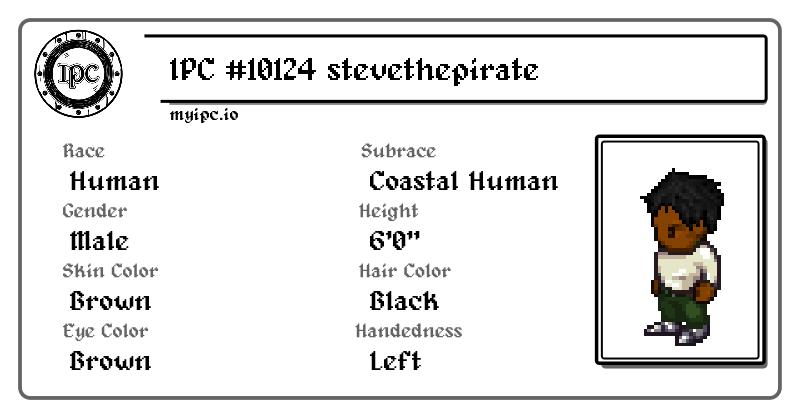 IPC
IPC #10124 stevethepirate
myipc.io
Race
Human
Subrace
Coastal Human
Gender
Male
Height
6'0"
Skin Color
Brown
Hair Color
Black
Eye Color
Brown
Handedness
Left